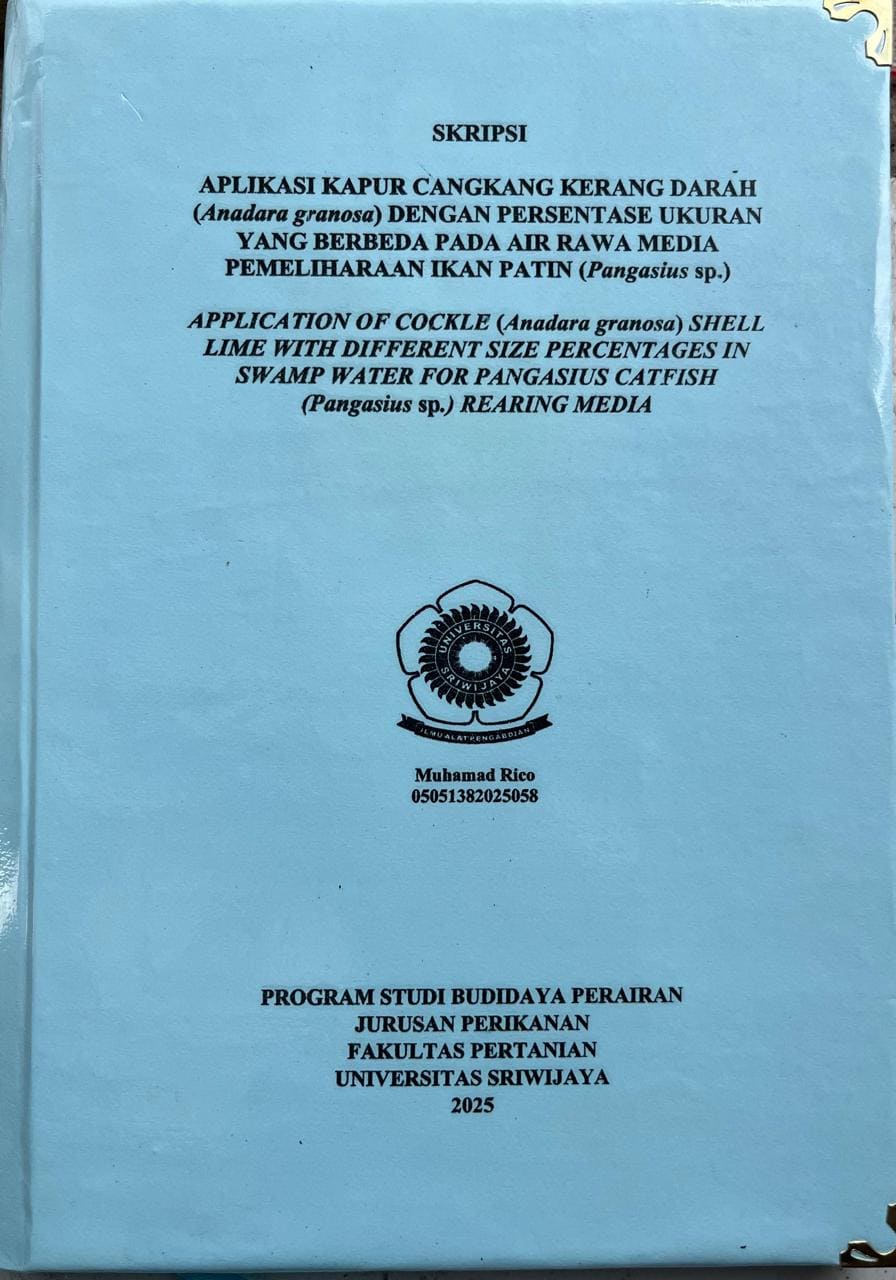 SKRIPSI
APLIKASI KAPUR CANGKANG KERANG DARAH
(Anadara granosa) DENGAN PERSENTASE UKURAN
YANG BERBEDA PADA AIR RAWA MEDIA
PEMELIHARAAN IKAN PATIN (Pangasius sp.)
APPLICATION OF COCKLE (Anadara granosa) SHELL
LIME WITH DIFFERENT SIZE PERCENTAGES IN
SWAMP WATER FOR PANGASIUS CATFISH
(Pangasius sp.) REARING MEDIA
UNIVERSITAS
SRIWIJAYA
ILMU ALAT PENGABDIAN
Muhamad Rico
05051382025058
PROGRAM STUDI BUDIDAYA PERAIRAN
JURUSAN PERIKANAN
FAKULTAS PERTANIAN
UNIVERSITAS SRIWIJAYA
2025